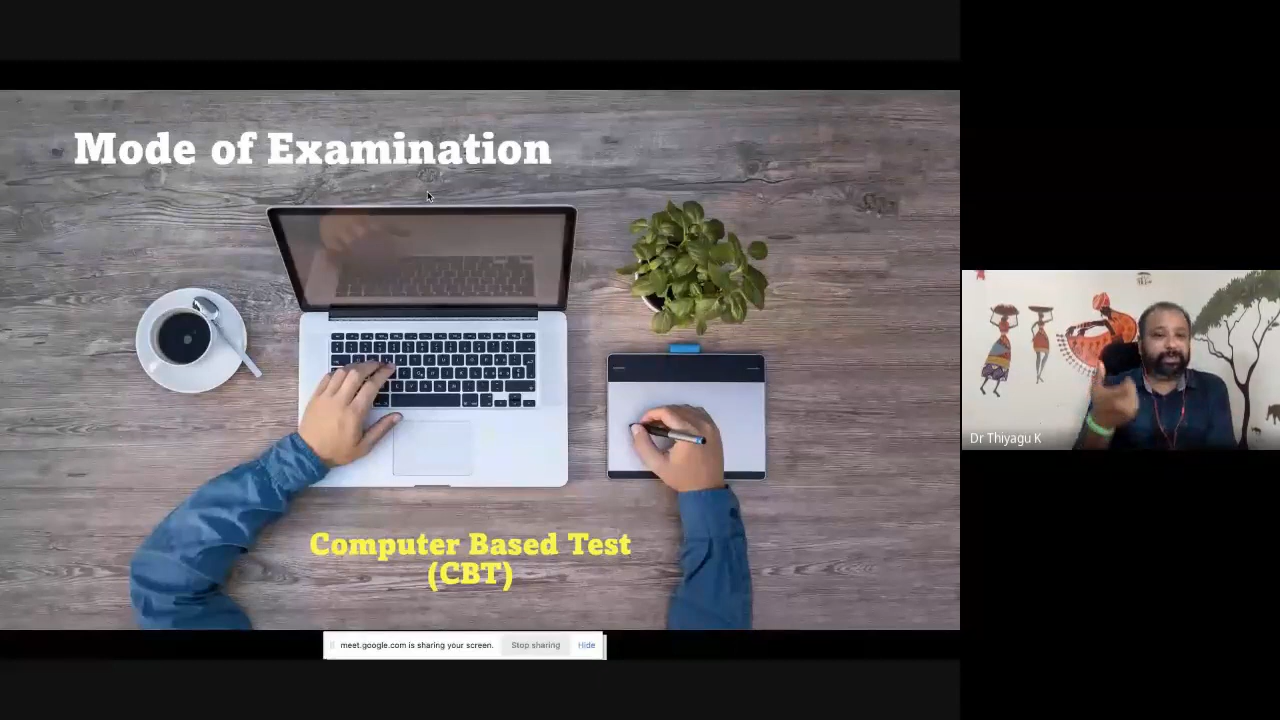 Mode of Examination
Computer Based Test
(CBT)
Dr Thiyagu K
meet.google.com is sharing your screen.
Stop sharing
Hide